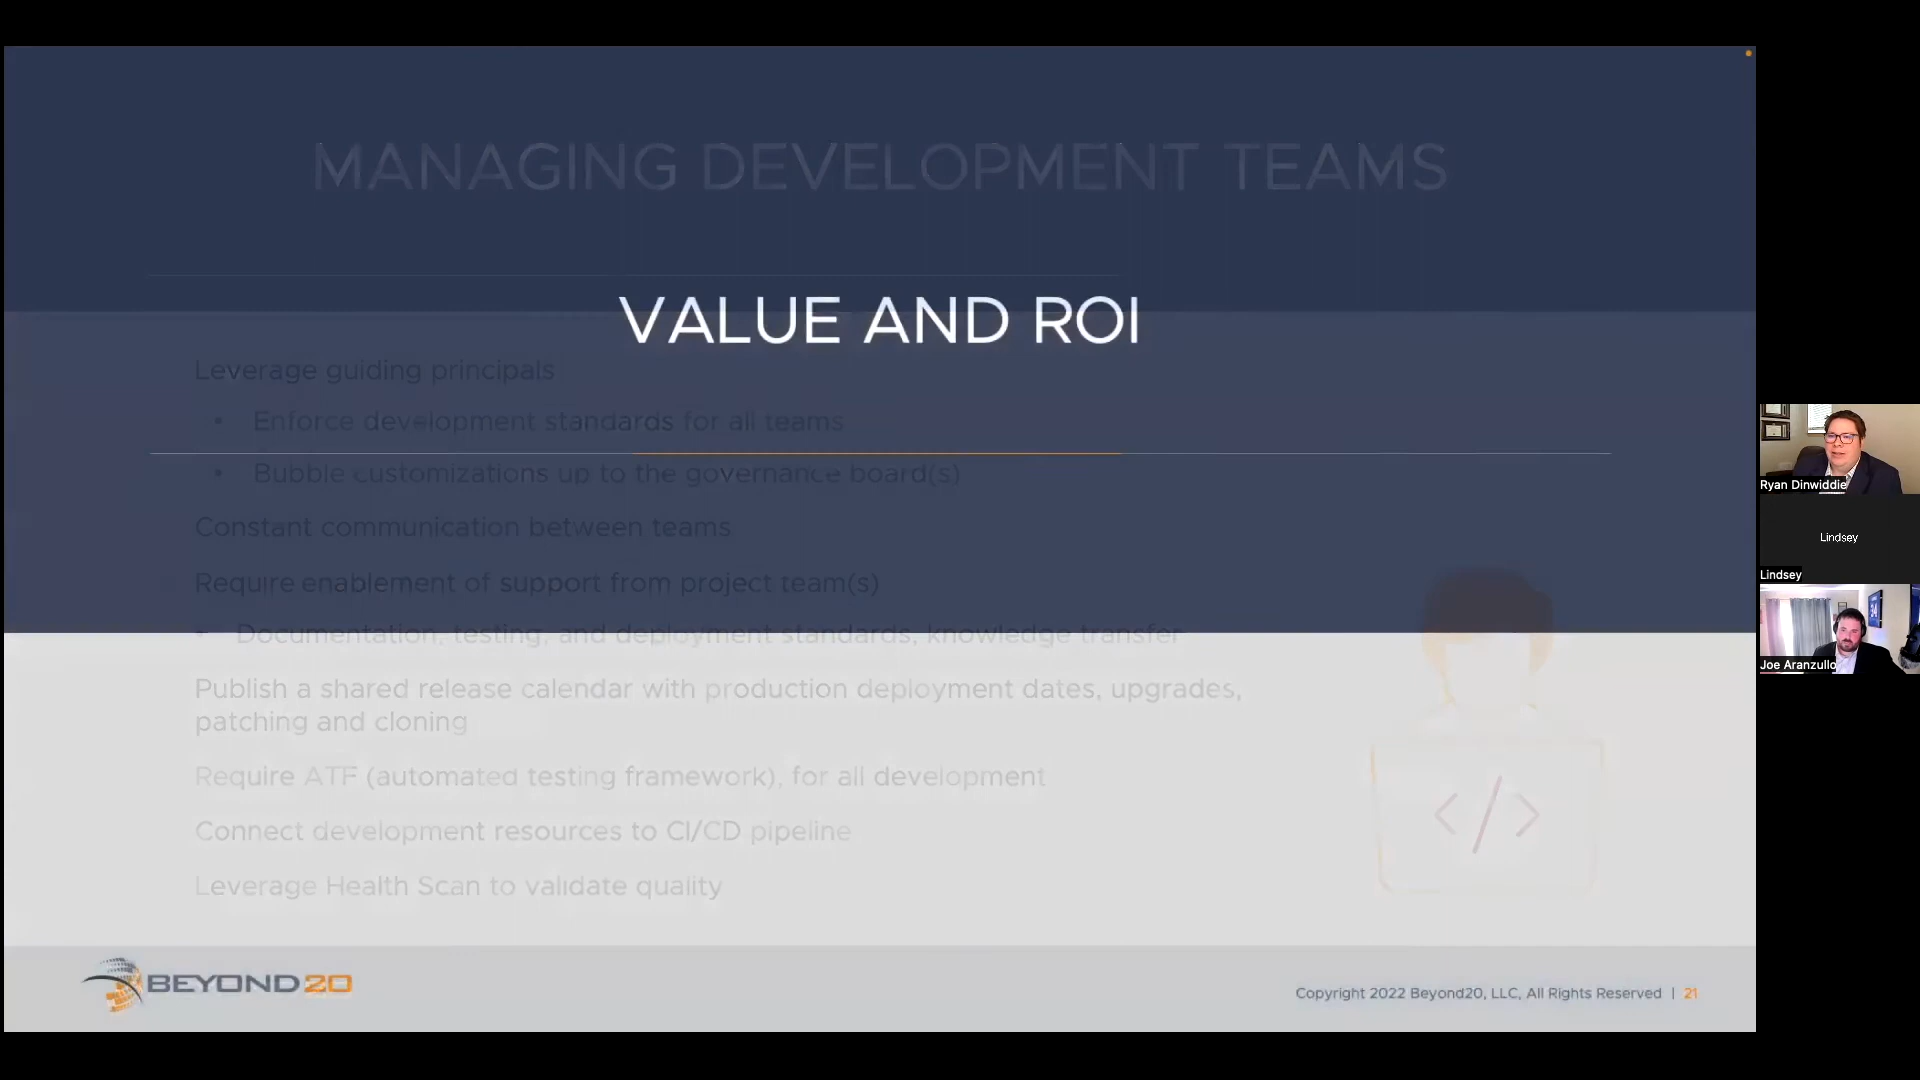 MANAGING DEVELOPMENT TEAMS
VALUE AND ROI
Leverage guiding principals
• Enforce development standards for all teams
• Bubble customizations up to the governance board(s)
Constant communication between teams
Require enablement of support from project team(s)
- Documentation, testing, and deployment standards, knowledge transfer
Publish a shared release calendar with production deployment dates, upgrades,
patching and cloning
Require ATF (automated testing framework), for all development
</>
Connect development resources to CI/CD pipeline
Leverage Health Scan to validate quality
BEYOND20
Copyright 2022 Beyond20, LLC, All Rights Reserved | 21
Ryan Dinwiddie
Lindsey
Lindsey
Joe Aranzullo